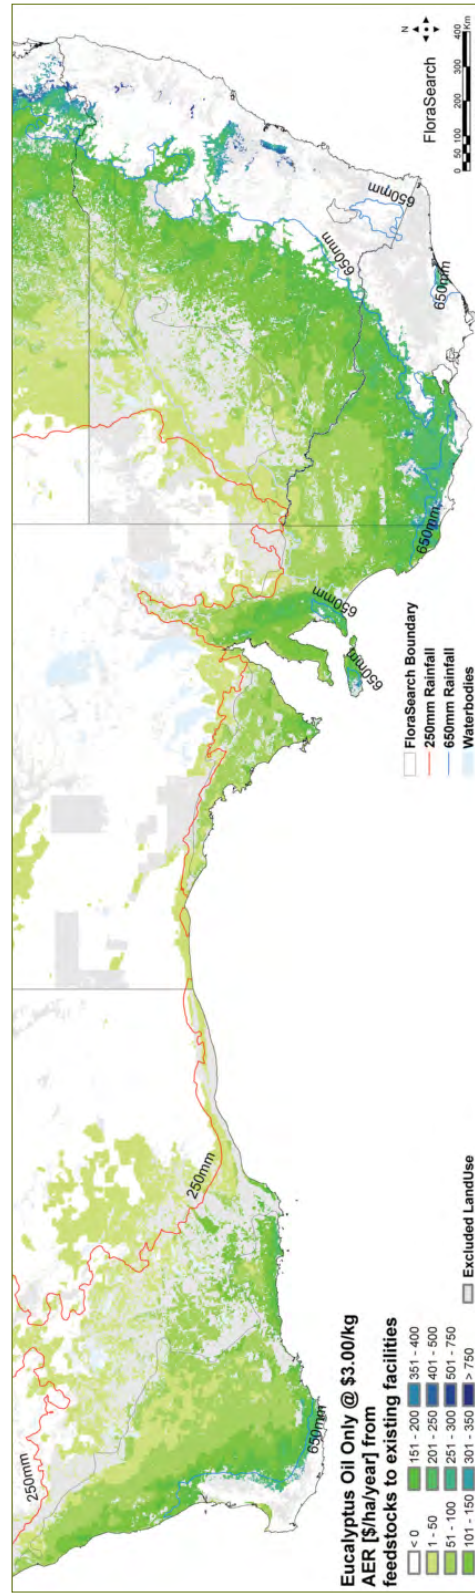 250mm
250mm
650mm
Eucalyptus Oil Only @ $3.00/kg
AER [$/ha/year] from
feedstocks to existing facilities
< 0
1 - 50
51 - 100
101 - 150
151 - 200
201 - 250
251 - 300
301 - 350
351 - 400
401 - 500
501 - 750
> 750
Excluded LandUse
650mm
650mm
650mm
650mm
650mm
650mm
FloraSearch Boundary
250mm Rainfall
650mm Rainfall
Waterbodies
N
FloraSearch
0 50 100 200 300 400
Km